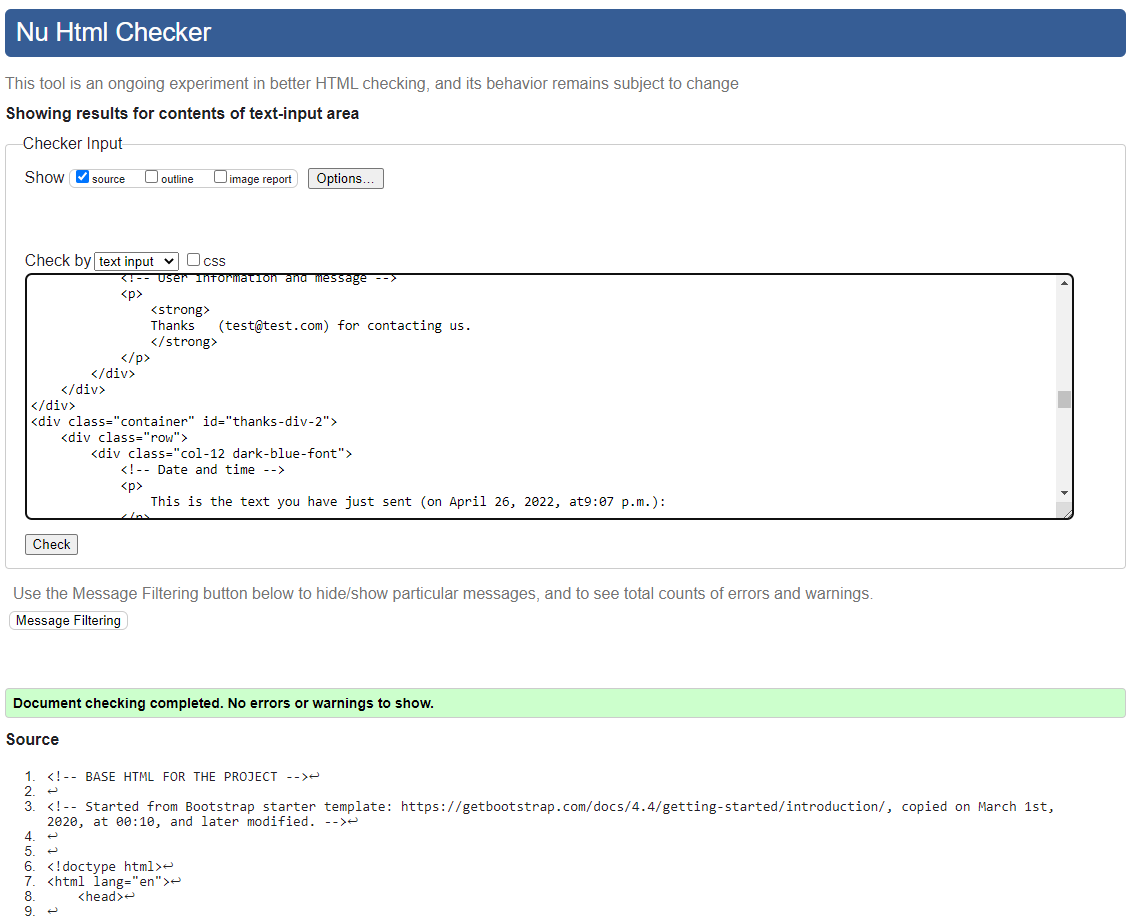 Nu Html Checker
This tool is an ongoing experiment in better HTML checking, and its behavior remains subject to change
Showing results for contents of text-input area
Checker Input
Show source outline image report Options...
Check by text input css
<!-- User information and message -->
<p>
<strong>
Thanks   (test@test.com) for contacting us.
</strong>
</p>
</div>
</div>
</div>
<div class="container" id="thanks-div-2">
<div class="row">
<div class="col-12 dark-blue-font">
<!-- Date and time -->
<p>
This is the text you have just sent (on April 26, 2022, at9:07 p.m.):
</p>
Check
Use the Message Filtering button below to hide/show particular messages, and to see total counts of errors and warnings.
Message Filtering
Document checking completed. No errors or warnings to show.
Source
1. <!-- BASE HTML FOR THE PROJECT -->↩
2. ↩
3. <!-- Started from Bootstrap starter template: https://getbootstrap.com/docs/4.4/getting-started/introduction/, copied on March 1st,
2020, at 00:10, and later modified. -->↩
4. ↩
5. ↩
6. <!doctype html>↩
7. <html lang="en">↩
8. <head>↩
9. ↩